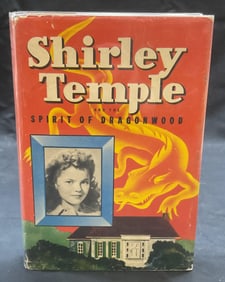 Shirley
Temple
AND THE
SPIRIT OF DRAGONWOOD